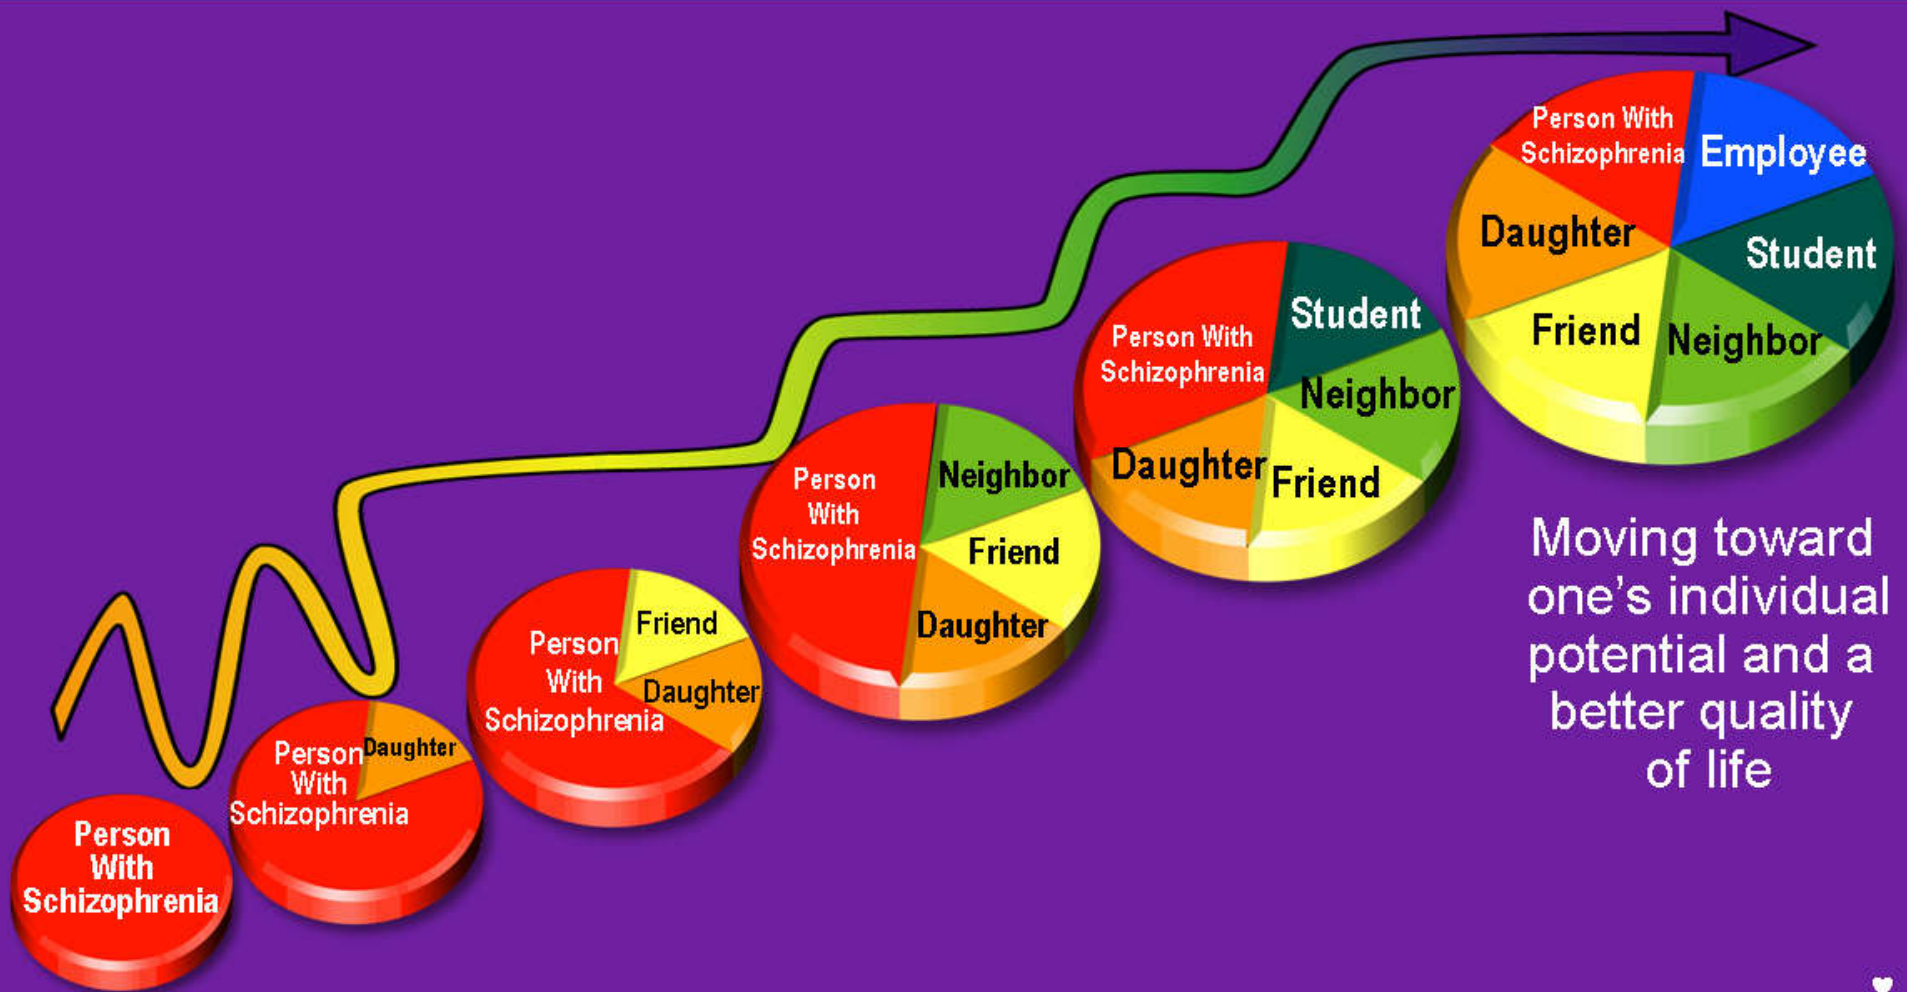 Person
With
Schizophrenia
Person
With
Schizophrenia
Daughter
Person
With
Schizophrenia
Friend
Daughter
Person
With
Schizophrenia
Neighbor
Friend
Daughter
Person With
Schizophrenia
Student
Neighbor
Friend
Daughter
Person With
Schizophrenia
Employee
Student
Neighbor
Friend
Daughter
Moving toward
one’s individual
potential and a
better quality
of life